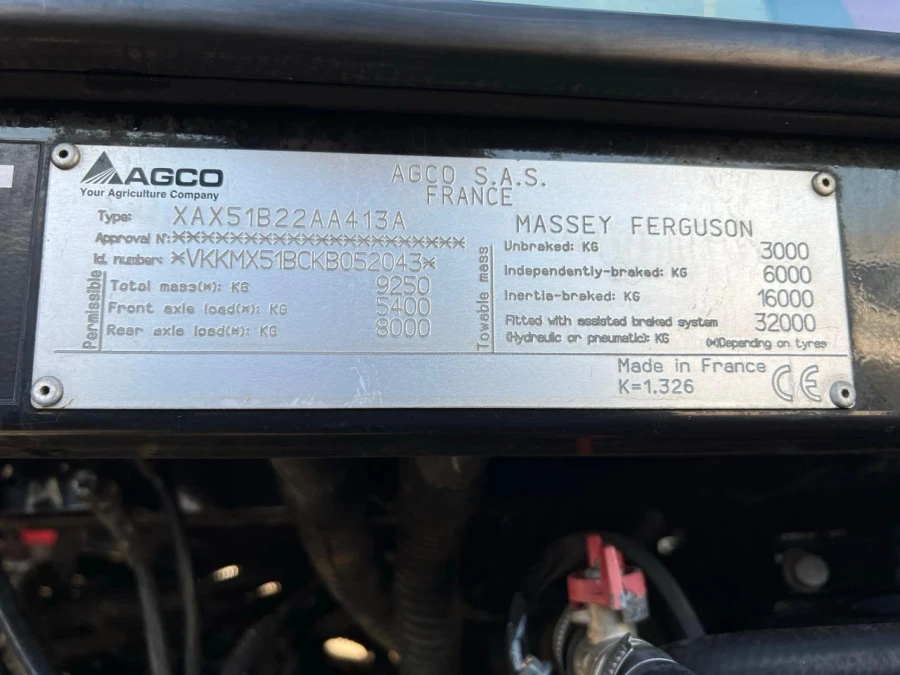 AGCO
Your Agriculture Company
AGCO S.A.S.
FRANCE
Type: XAX51B22AA413A
MASSEY FERGUSON
Approval N: ********************
Id. number: *VKKMX51BCKB052043*
Permissible
Total mass(*): KG 9250
Front axle load(*): KG 5400
Rear axle load(*): KG 8000
Towable mass
Unbraked: KG 3000
Independently-braked: KG 6000
Inertia-braked: KG 16000
Fitted with assisted braked system 32000
(Hydraulic or pneumatic): KG (*)Depending on tyres
Made in France
K=1.326
CE